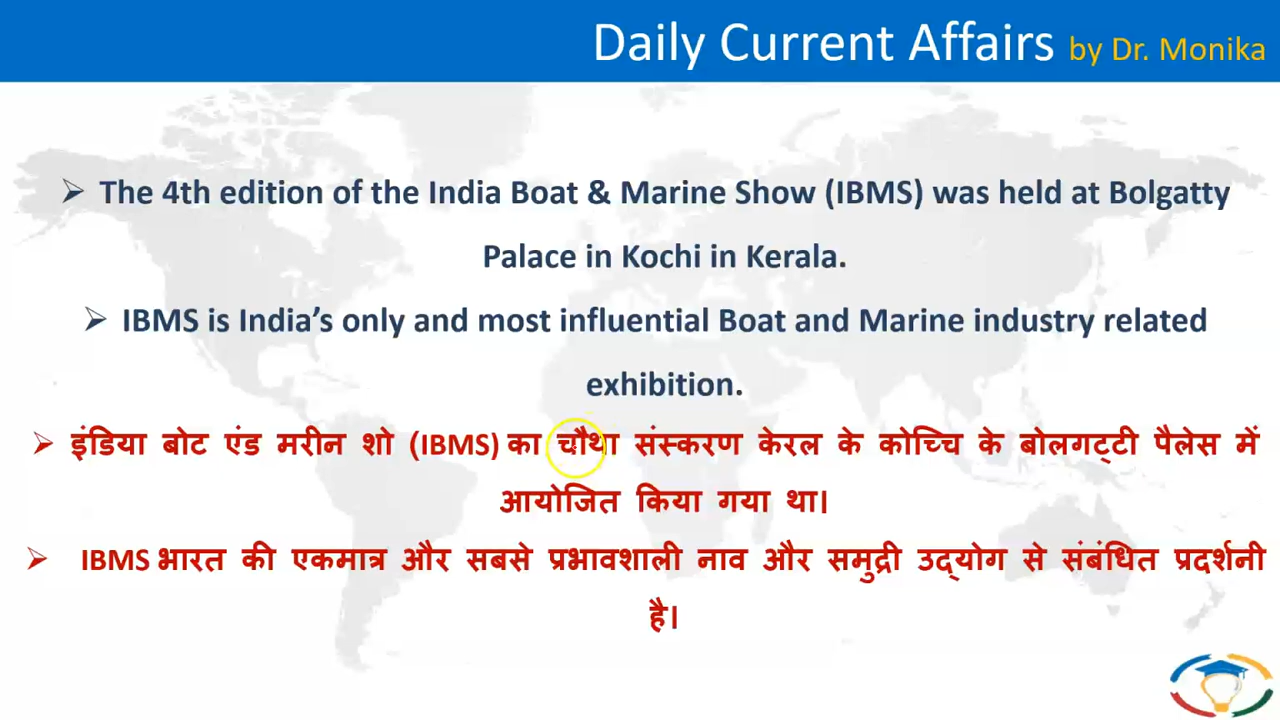 Daily Current Affairs by Dr. Monika
➢ The 4th edition of the India Boat & Marine Show (IBMS) was held at Bolgatty
Palace in Kochi in Kerala.
➢ IBMS is India’s only and most influential Boat and Marine industry related
exhibition.
➢ इंडिया बोट एंड मरीन शो (IBMS) का चौथा संस्करण केरल के कोच्चि के बोलगट्टी पैलेस में
आयोजित किया गया था।
➢ IBMS भारत की एकमात्र और सबसे प्रभावशाली नाव और समुद्री उद्योग से संबंधित प्रदर्शनी
है।